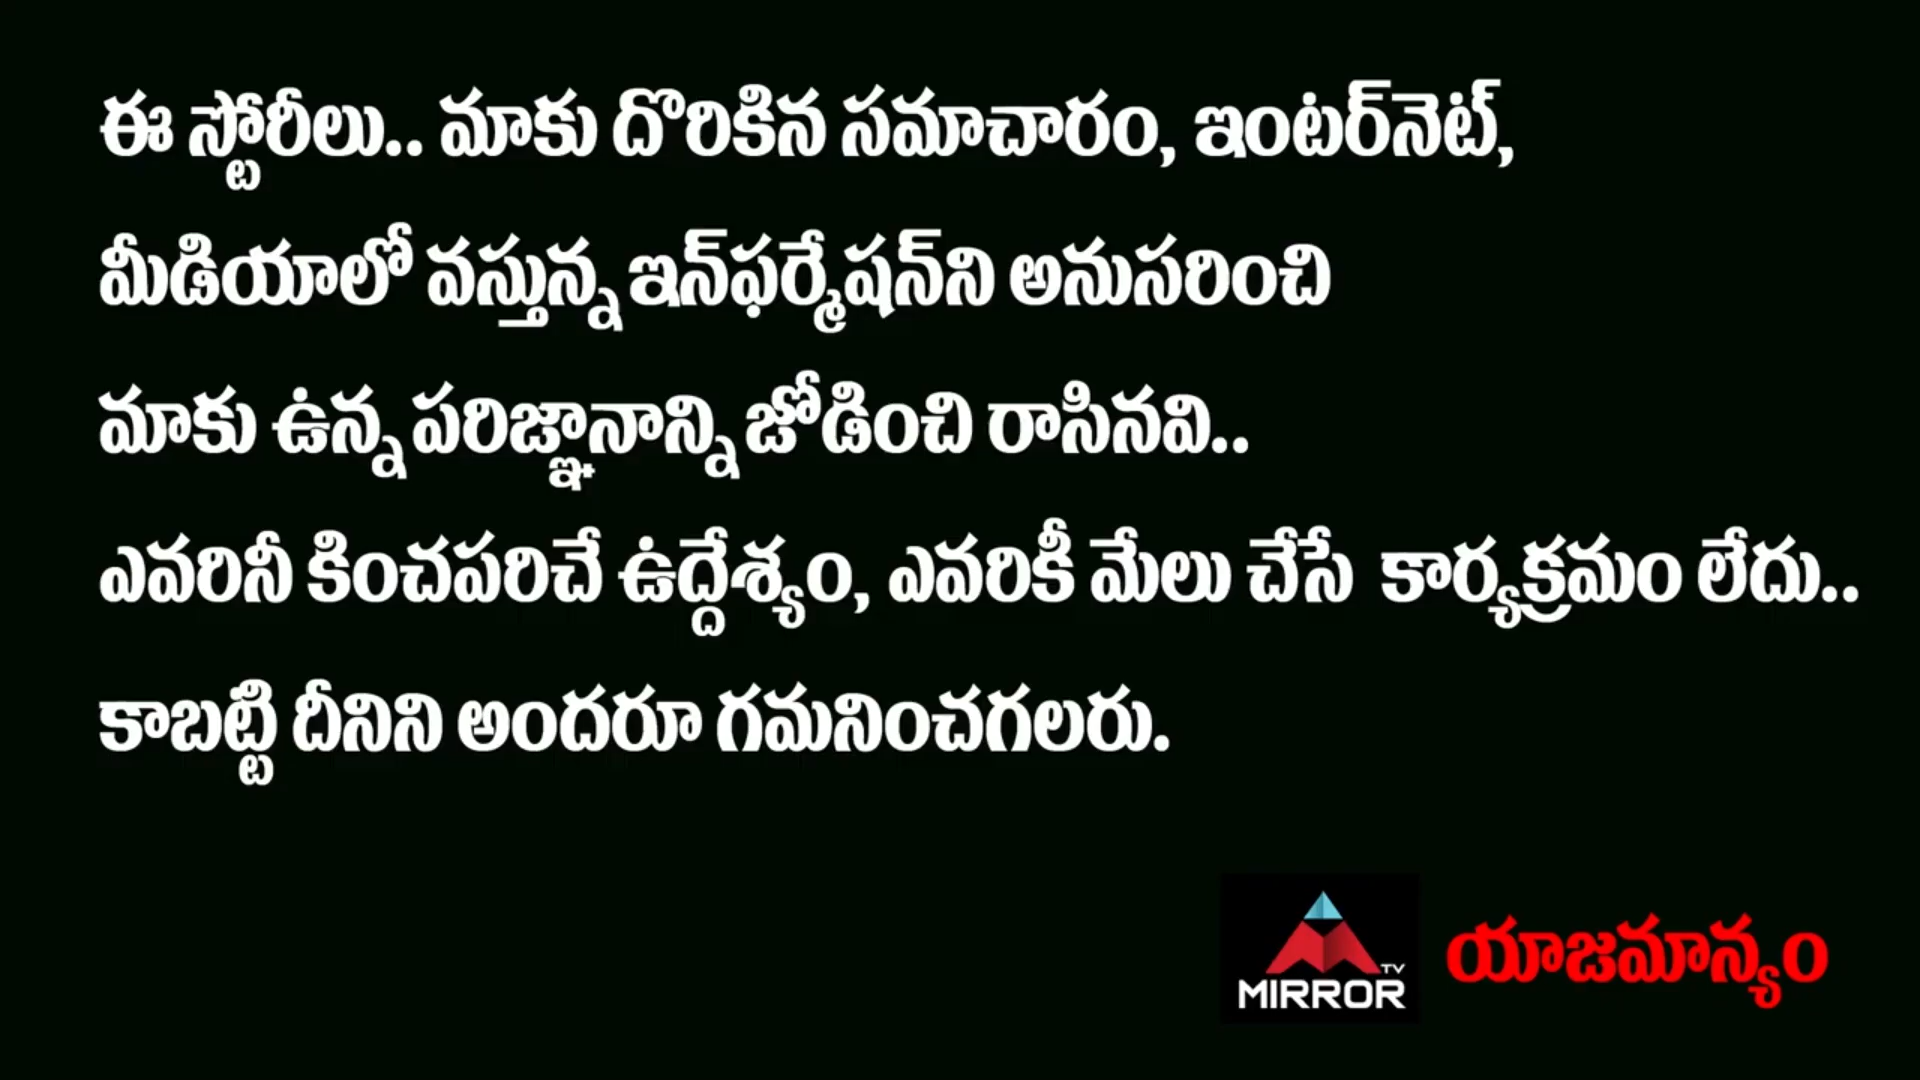 ఈ స్టోరీలు.. మాకు దొరికిన సమాచారం, ఇంటర్‌నెట్,
మీడియాలో వస్తున్న ఇన్‌ఫర్మేషన్‌ని అనుసరించి
మాకు ఉన్న పరిజ్ఞానాన్ని జోడించి రాసినవి..
ఎవరినీ కించపరిచే ఉద్దేశ్యం, ఎవరికీ మేలు చేసే కార్యక్రమం లేదు..
కాబట్టి దీనిని అందరూ గమనించగలరు.
MIRROR TV యాజమాన్యం